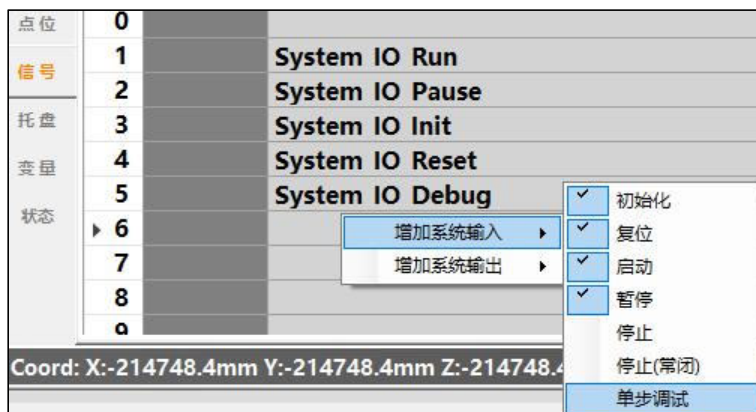 点位
信号
托盘
变量
状态
0
1 System IO Run
2 System IO Pause
3 System IO Init
4 System IO Reset
5 System IO Debug
6
7
8
9
增加系统输入
增加系统输出
初始化
复位
启动
暂停
停止
停止(常闭)
单步调试
Coord: X:-214748.4mm Y:-214748.4mm Z:-214748.4